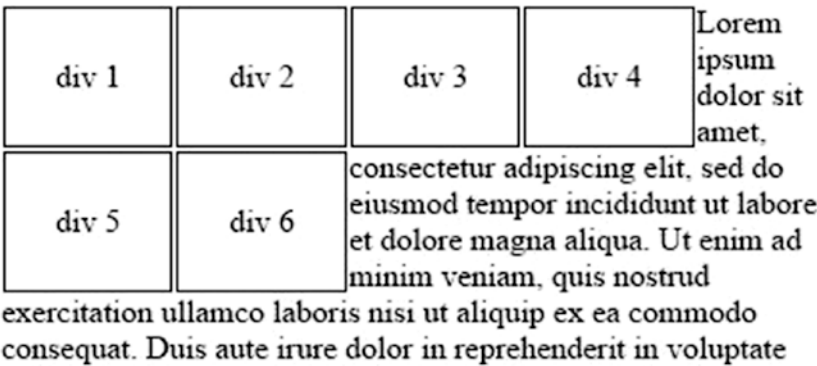 div 1 div 2 div 3 div 4
Lorem
ipsum
dolor sit
amet,
div 5 div 6
consectetur adipiscing elit, sed do
eiusmod tempor incididunt ut labore
et dolore magna aliqua. Ut enim ad
minim veniam, quis nostrud
exercitation ullamco laboris nisi ut aliquip ex ea commodo
consequat. Duis aute irure dolor in reprehenderit in voluptate